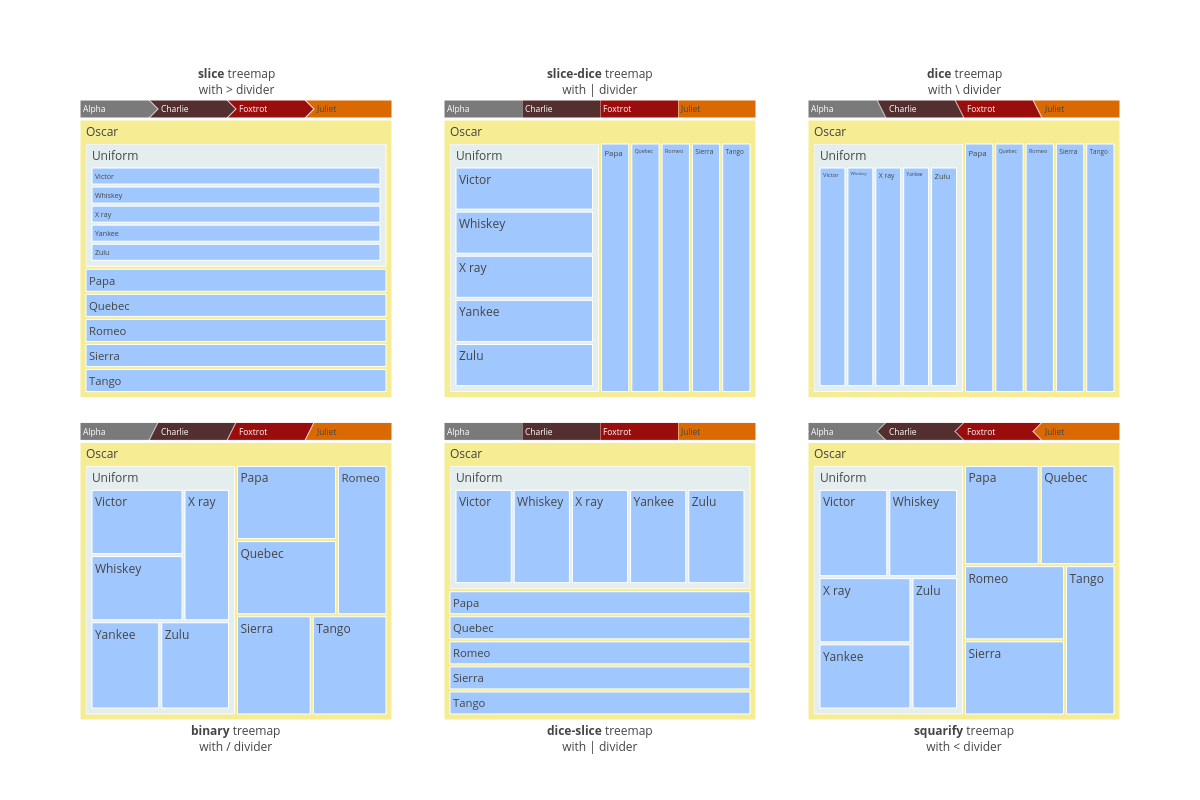 slice treemap
with > divider
Alpha Charlie Foxtrot Juliet
Oscar
Uniform
Victor
Whiskey
X ray
Yankee
Zulu
Papa
Quebec
Romeo
Sierra
Tango
slice-dice treemap
with | divider
Alpha Charlie Foxtrot Juliet
Oscar
Uniform
Victor
Whiskey
X ray
Yankee
Zulu
Papa Quebec Romeo Sierra Tango
dice treemap
with \ divider
Alpha Charlie Foxtrot Juliet
Oscar
Uniform
Victor Whiskey X ray Yankee Zulu
Papa Quebec Romeo Sierra Tango
Alpha Charlie Foxtrot Juliet
Oscar
Uniform
Victor X ray
Whiskey
Yankee Zulu
Papa Romeo
Quebec
Sierra Tango
binary treemap
with / divider
Alpha Charlie Foxtrot Juliet
Oscar
Uniform
Victor Whiskey X ray Yankee Zulu
Papa
Quebec
Romeo
Sierra
Tango
dice-slice treemap
with | divider
Alpha Charlie Foxtrot Juliet
Oscar
Uniform
Victor Whiskey
X ray Zulu
Yankee
Papa Quebec
Romeo Tango
Sierra
squarify treemap
with < divider